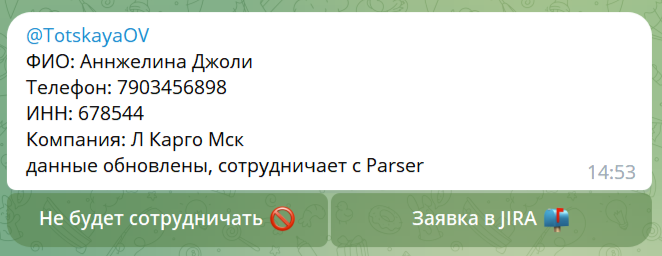 @TotskayaOV
ФИО: Аннжелина Джоли
Телефон: 7903456898
ИНН: 678544
Компания: Л Карго Мск
данные обновлены, сотрудничает с Parser
14:53
Не будет сотрудничать 🚫
Заявка в JIRA 📫